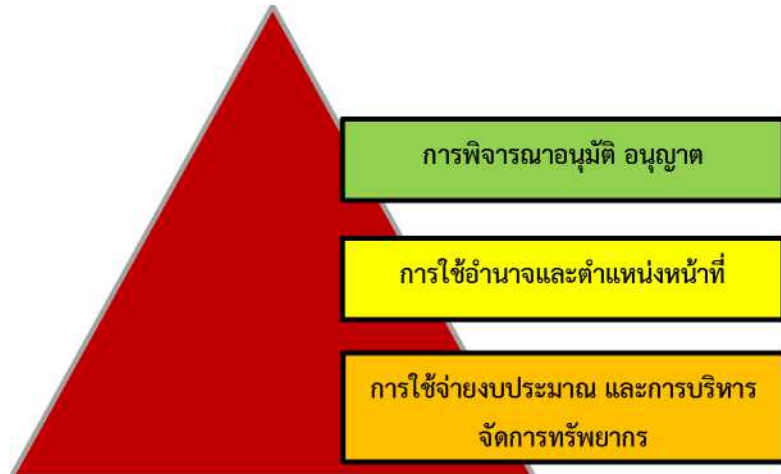 การพิจารณาอนุมัติ อนุญาต
การใช้อำนาจและตำแหน่งหน้าที่
การใช้จ่ายงบประมาณ และการบริหาร
จัดการทรัพยากร